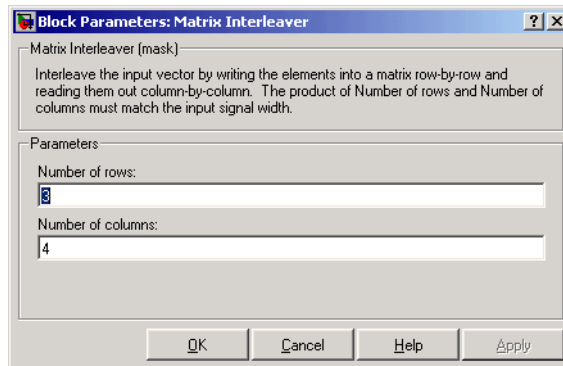 Block Parameters: Matrix Interleaver
Matrix Interleaver (mask)
Interleave the input vector by writing the elements into a matrix row-by-row and
reading them out column-by-column. The product of Number of rows and Number of
columns must match the input signal width.
Parameters
Number of rows:
3
Number of columns:
4
OK Cancel Help Apply